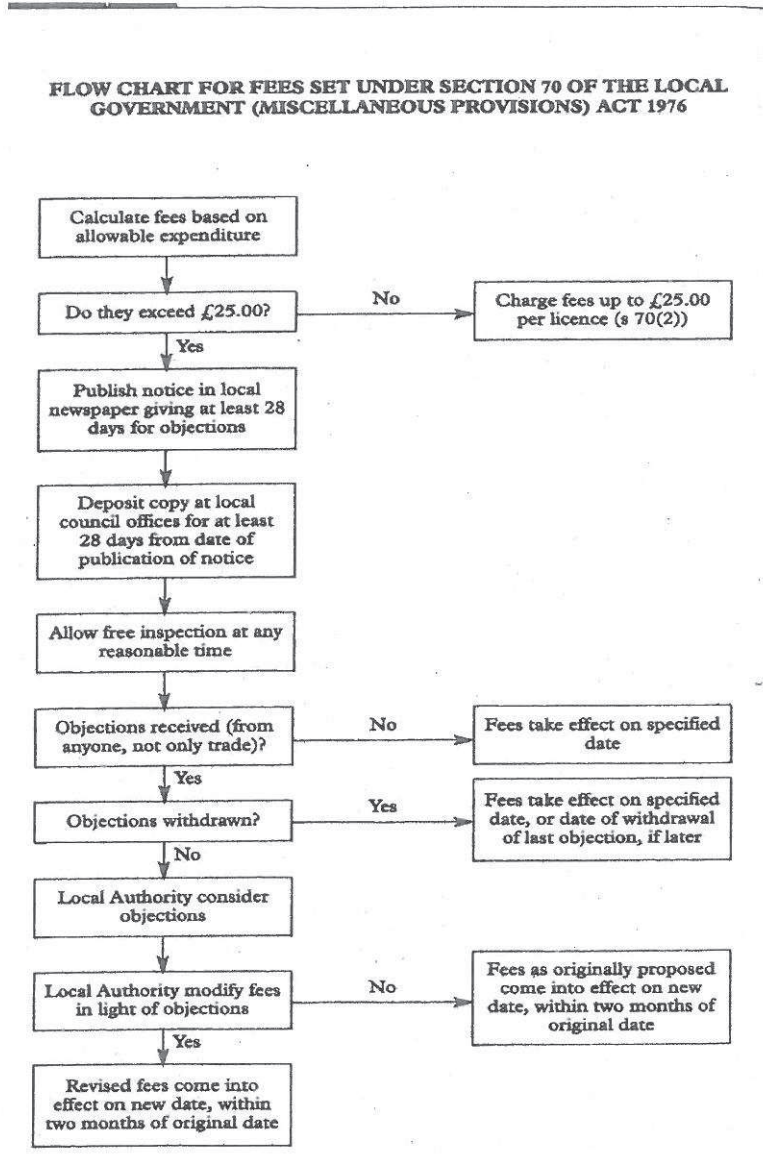 FLOW CHART FOR FEES SET UNDER SECTION 70 OF THE LOCAL
GOVERNMENT (MISCELLANEOUS PROVISIONS) ACT 1976
Calculate fees based on
allowable expenditure
Do they exceed £25.00?
No
Charge fees up to £25.00
per licence (s 70(2))
Yes
Publish notice in local
newspaper giving at least 28
days for objections
Deposit copy at local
council offices for at least
28 days from date of
publication of notice
Allow free inspection at any
reasonable time
Objections received (from
anyone, not only trade)?
No
Fees take effect on specified
date
Yes
Objections withdrawn?
Yes
Fees take effect on specified
date, or date of withdrawal
of last objection, if later
No
Local Authority consider
objections
Local Authority modify fees
in light of objections
No
Fees as originally proposed
come into effect on new
date, within two months of
original date
Yes
Revised fees come into
effect on new date, within
two months of original date